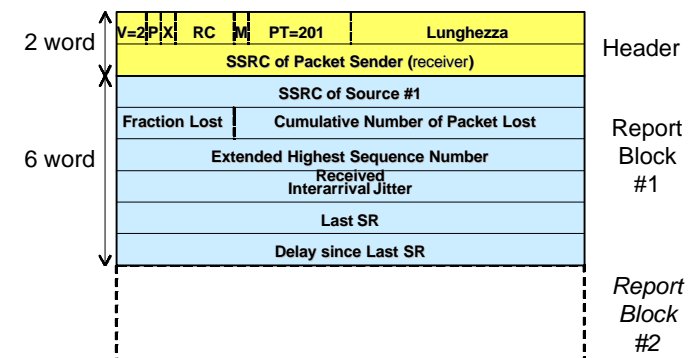 V=2 P X RC M PT=201 Lunghezza
2 word
Header
SSRC of Packet Sender (receiver)
SSRC of Source #1
Fraction Lost Cumulative Number of Packet Lost
Report
Block
#1
6 word
Extended Highest Sequence Number
Received
Interarrival Jitter
Last SR
Delay since Last SR
Report
Block
#2